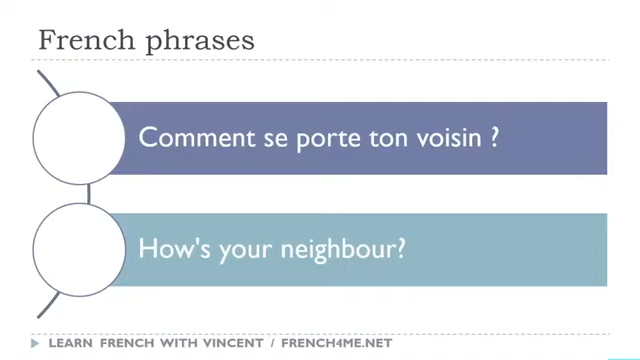 French phrases
Comment se porte ton voisin ?
How's your neighbour?
LEARN FRENCH WITH VINCENT / FRENCH4ME.NET